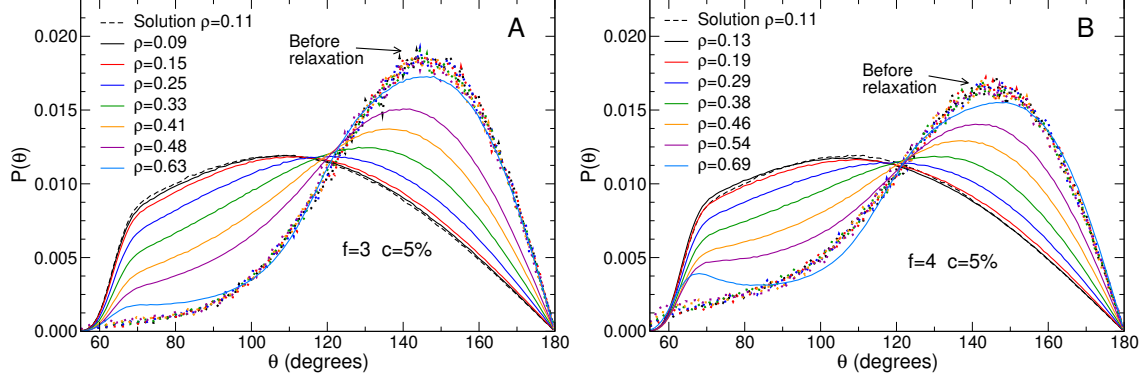 A
Solution ρ=0.11
ρ=0.09
ρ=0.15
ρ=0.25
ρ=0.33
ρ=0.41
ρ=0.48
ρ=0.63
Before
relaxation
f=3 c=5%
P(θ)
0.020
0.015
0.010
0.005
0.000
60 80 100 120 140 160 180
θ (degrees)
B
Solution ρ=0.11
ρ=0.13
ρ=0.19
ρ=0.29
ρ=0.38
ρ=0.46
ρ=0.54
ρ=0.69
Before
relaxation
f=4 c=5%
P(θ)
0.020
0.015
0.010
0.005
0.000
60 80 100 120 140 160 180
θ (degrees)